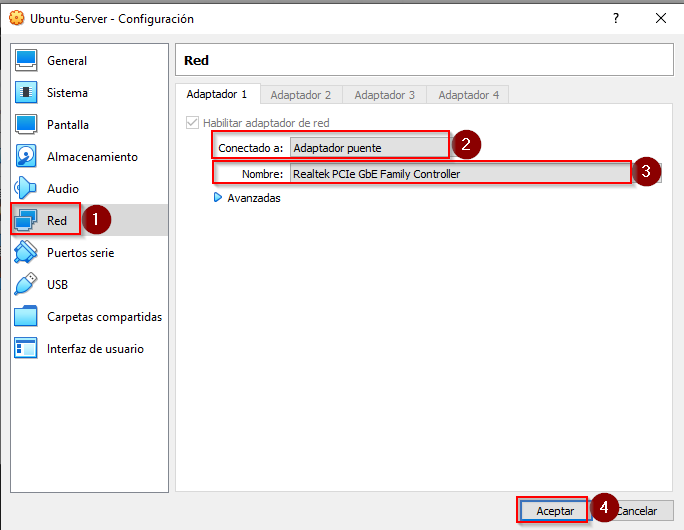 Ubuntu-Server - Configuración
?
General
Sistema
Pantalla
Almacenamiento
Audio
Red
1
Puertos serie
USB
Carpetas compartidas
Interfaz de usuario
Red
Adaptador 1
Adaptador 2
Adaptador 3
Adaptador 4
Habilitar adaptador de red
Conectado a: Adaptador puente
2
Nombre: Realtek PCIe GbE Family Controller
3
Avanzadas
Aceptar
4
Cancelar